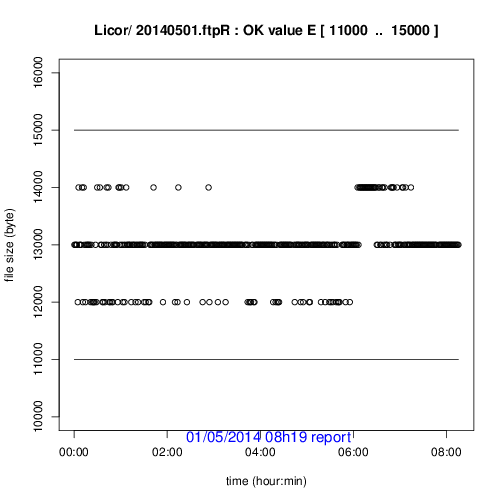 Licor/ 20140501.ftpR : OK value E [ 11000 .. 15000 ]
file size (byte)
16000
15000
14000
13000
12000
11000
10000
01/05/2014 08h19 report
00:00 02:00 04:00 06:00 08:00
time (hour:min)